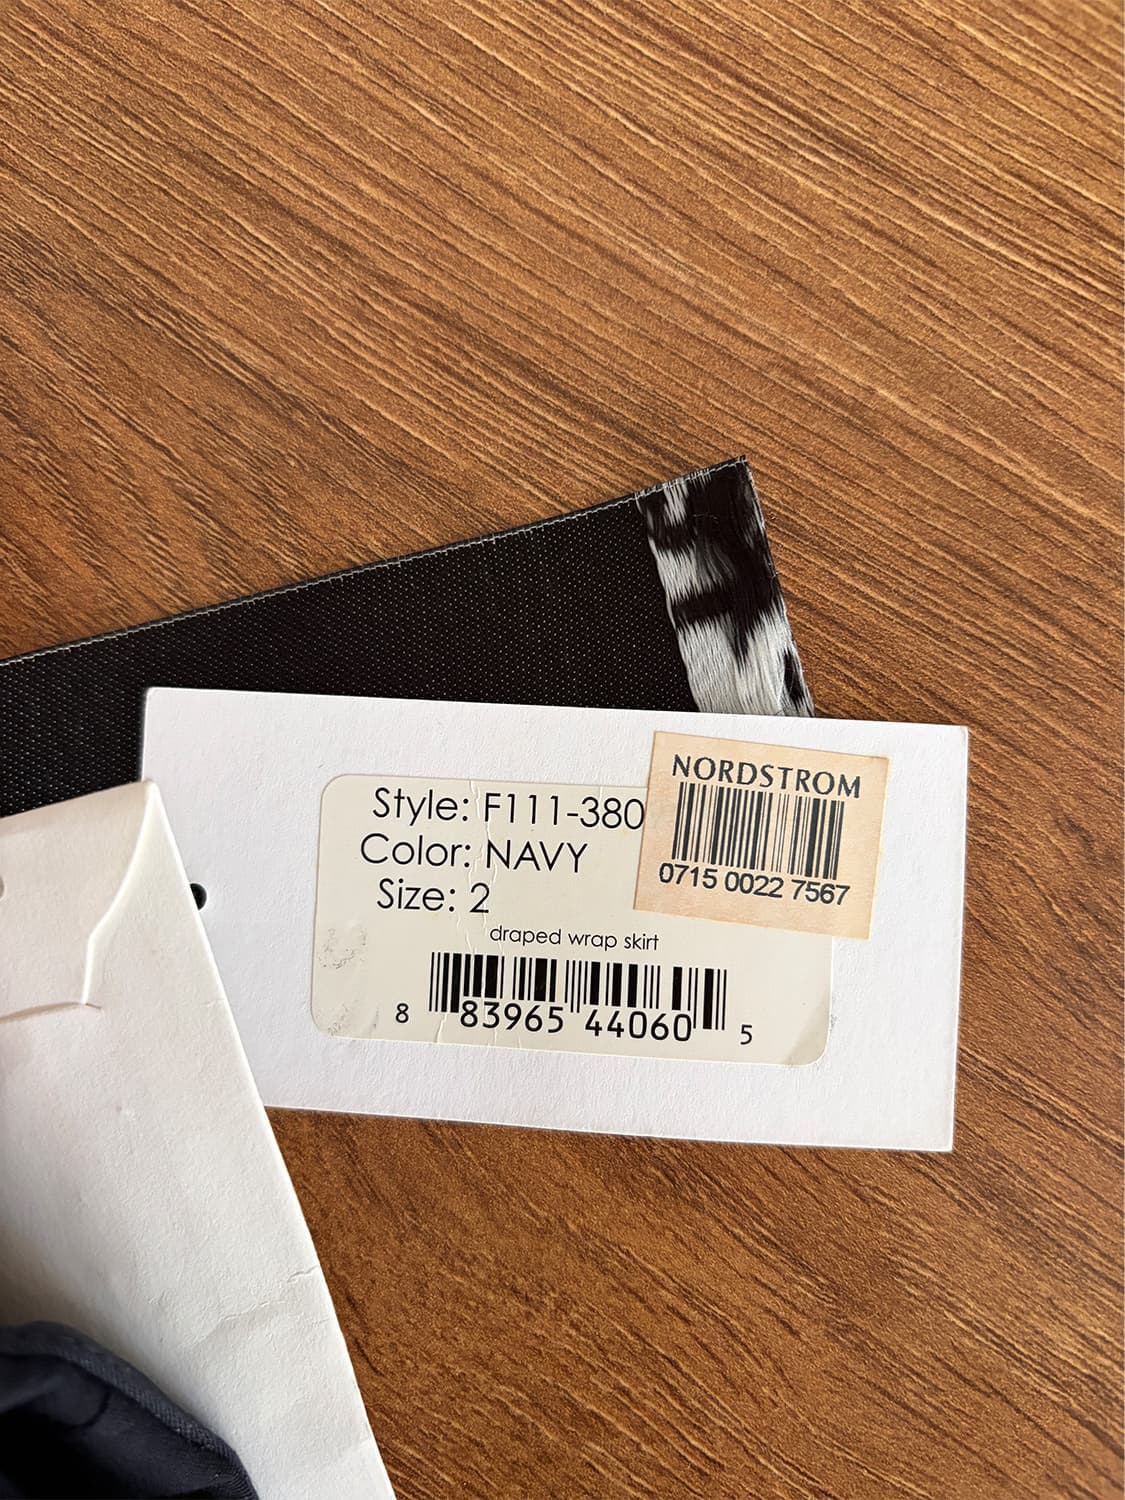 NORDSTROM
0715 0022 7567
Style: F111-380
Color: NAVY
Size: 2
draped wrap skirt
8 83965 44060 5